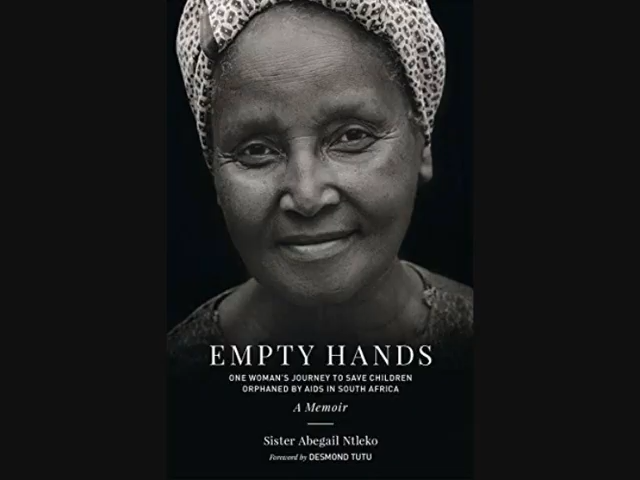 EMPTY HANDS
ONE WOMAN'S JOURNEY TO SAVE CHILDREN
ORPHANED BY AIDS IN SOUTH AFRICA
A Memoir
Sister Abegail Ntleko
Foreword by DESMOND TUTU